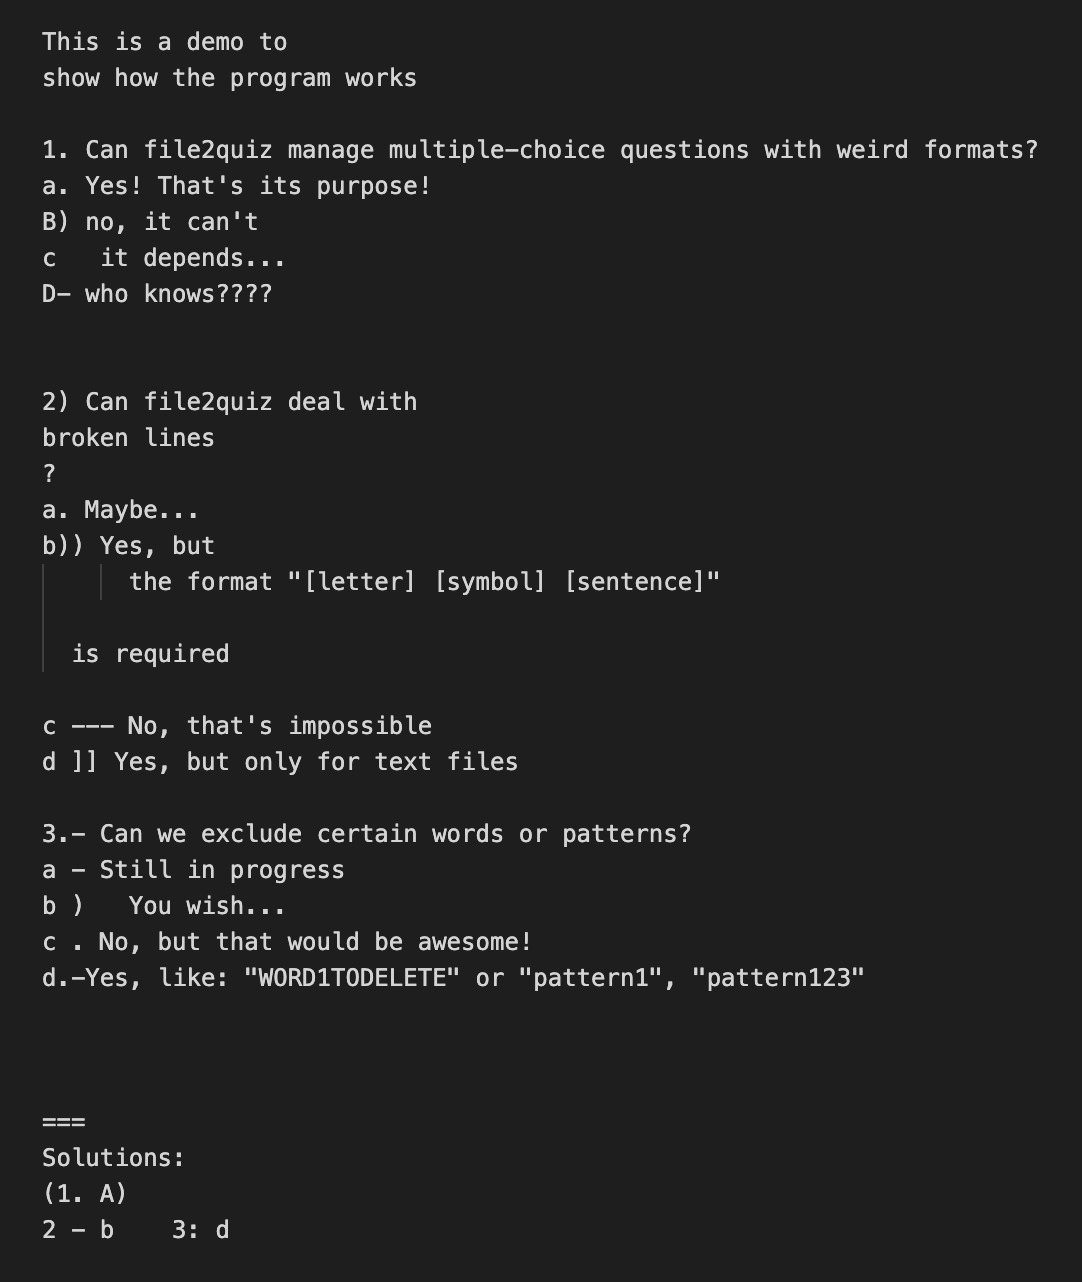 This is a demo to
show how the program works
1. Can file2quiz manage multiple-choice questions with weird formats?
a. Yes! That's its purpose!
B) no, it can't
c   it depends...
D- who knows????
2) Can file2quiz deal with
broken lines
?
a. Maybe...
b)) Yes, but
the format "[letter] [symbol] [sentence]"
is required
c --- No, that's impossible
d ]] Yes, but only for text files
3.- Can we exclude certain words or patterns?
a - Still in progress
b )   You wish...
c . No, but that would be awesome!
d.-Yes, like: "WORD1TODELETE" or "pattern1", "pattern123"
===
Solutions:
(1. A)
2 - b    3: d